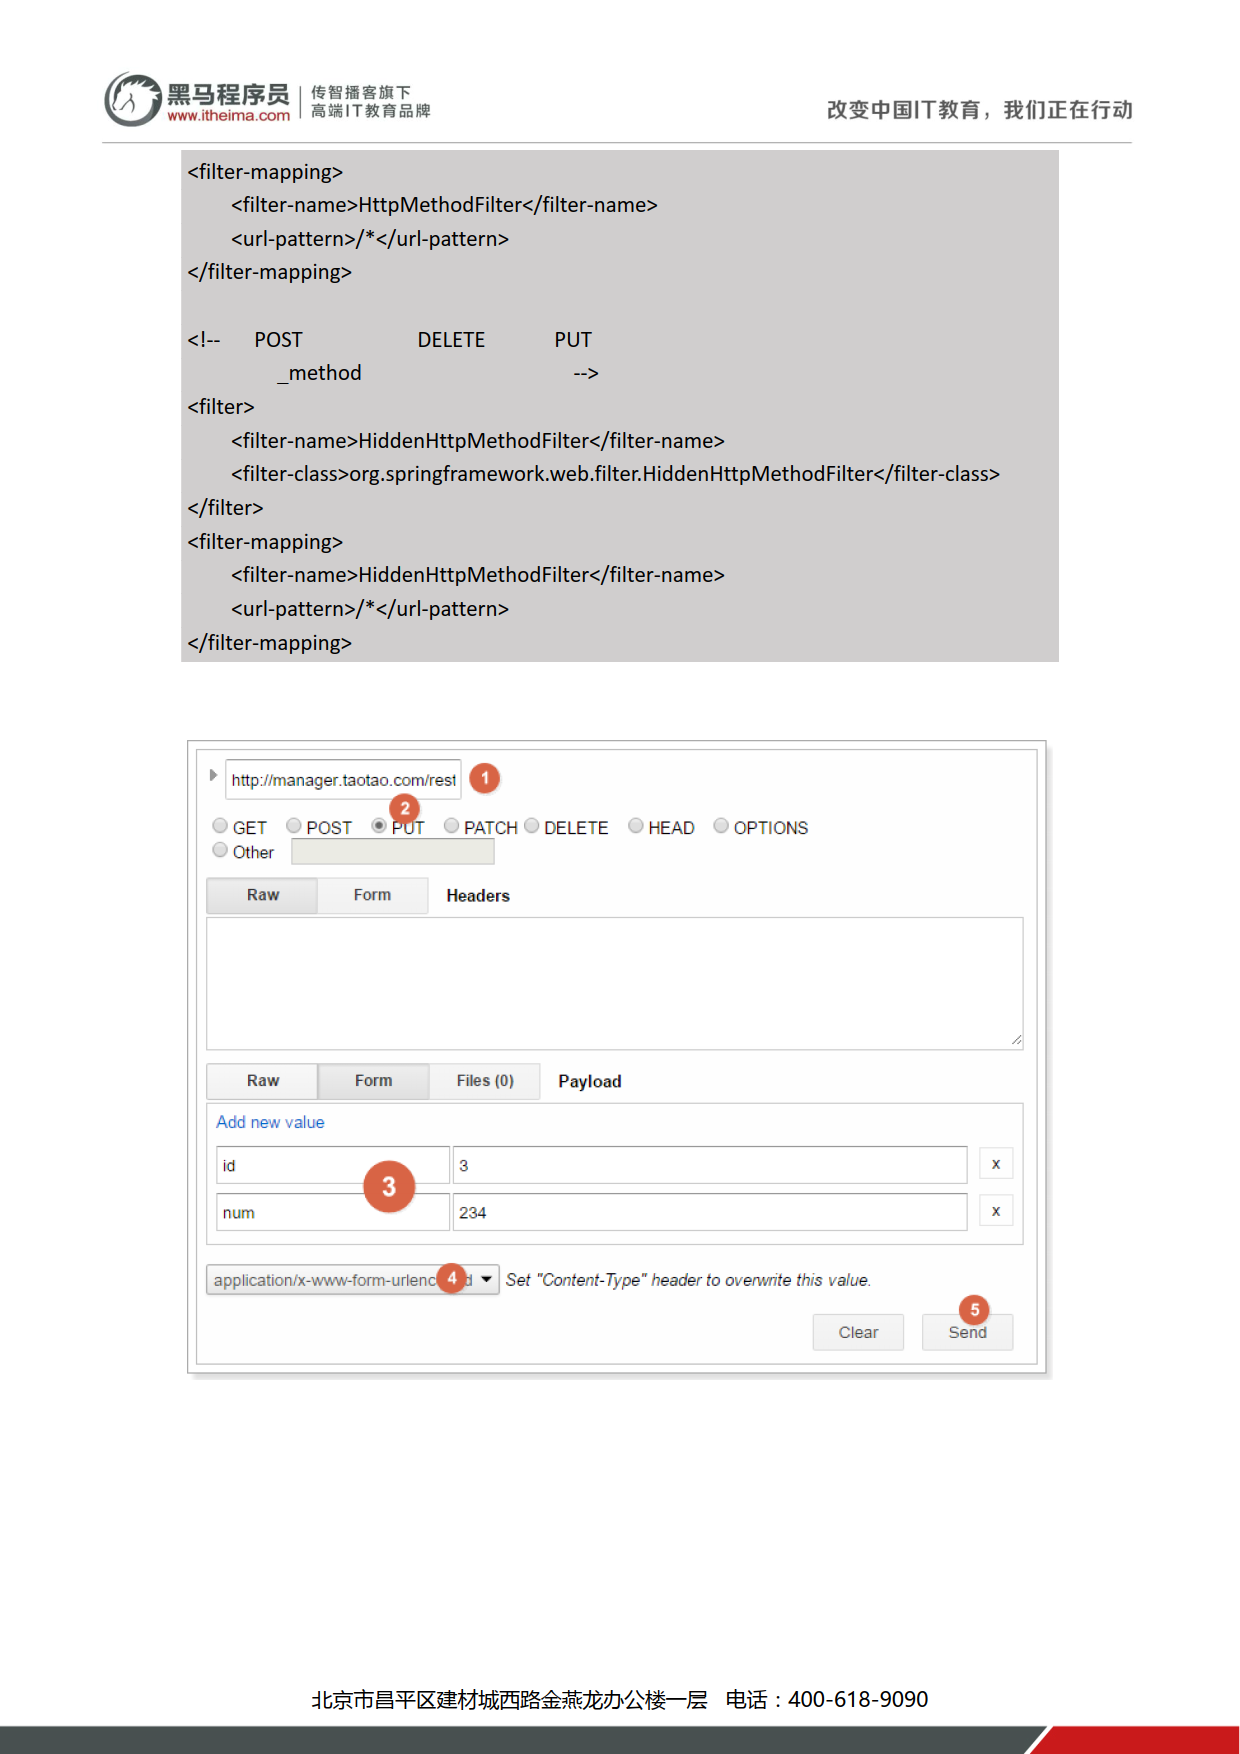 黑马程序员
www.itheima.com
传智播客旗下
高端IT教育品牌
改变中国IT教育，我们正在行动
<filter-mapping>
<filter-name>HttpMethodFilter</filter-name>
<url-pattern>/*</url-pattern>
</filter-mapping>
<!-- POST DELETE PUT
_method -->
<filter>
<filter-name>HiddenHttpMethodFilter</filter-name>
<filter-class>org.springframework.web.filter.HiddenHttpMethodFilter</filter-class>
</filter>
<filter-mapping>
<filter-name>HiddenHttpMethodFilter</filter-name>
<url-pattern>/*</url-pattern>
</filter-mapping>
http://manager.taotao.com/rest 1
2
GET POST PUT PATCH DELETE HEAD OPTIONS
Other
Raw Form Headers
Raw Form Files (0) Payload
Add new value
id 3 x
3
num 234 x
application/x-www-form-urlenc 4 d Set "Content-Type" header to overwrite this value.
5
Clear Send
北京市昌平区建材城西路金燕龙办公楼一层 电话：400-618-9090